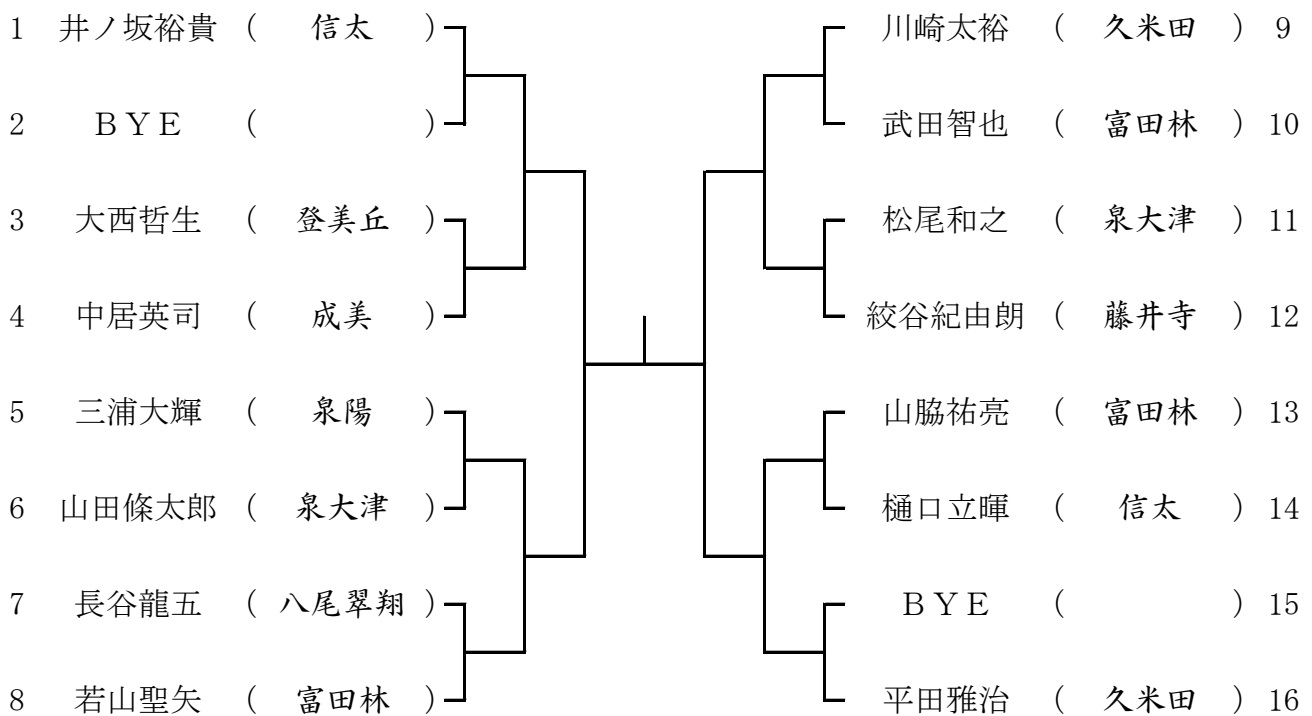 1 井ノ坂裕貴 ( 信太 )
2 ＢＹＥ ( )
3 大西哲生 ( 登美丘 )
4 中居英司 ( 成美 )
5 三浦大輝 ( 泉陽 )
6 山田條太郎 ( 泉大津 )
7 長谷龍五 ( 八尾翠翔 )
8 若山聖矢 ( 富田林 )
川崎太裕 ( 久米田 ) 9
武田智也 ( 富田林 ) 10
松尾和之 ( 泉大津 ) 11
絞谷紀由朗 ( 藤井寺 ) 12
山脇祐亮 ( 富田林 ) 13
樋口立暉 ( 信太 ) 14
ＢＹＥ ( ) 15
平田雅治 ( 久米田 ) 16